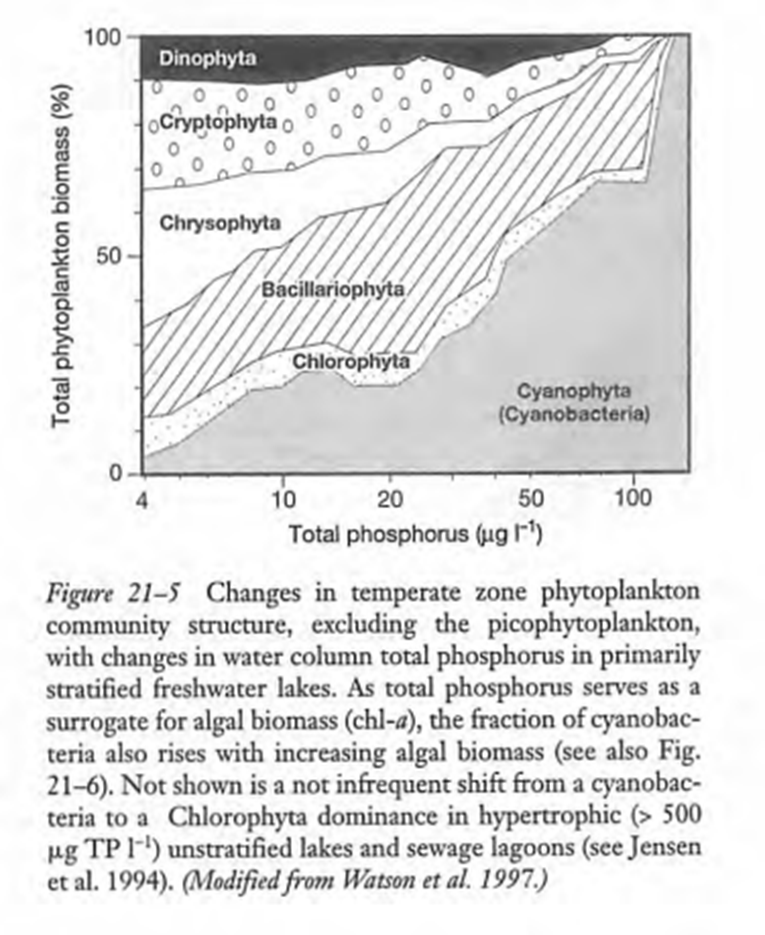 100
Dinophyta
Cryptophyta
Chrysophyta
50
Bacillariophyta
Chlorophyta
Cyanophyta
(Cyanobacteria)
0
Total phytoplankton biomass (%)
4 10 20 50 100
Total phosphorus (µg l⁻¹)
Figure 21–5 Changes in temperate zone phytoplankton
community structure, excluding the picophytoplankton,
with changes in water column total phosphorus in primarily
stratified freshwater lakes. As total phosphorus serves as a
surrogate for algal biomass (chl-a), the fraction of cyanobac-
teria also rises with increasing algal biomass (see also Fig.
21–6). Not shown is a not infrequent shift from a cyanobac-
teria to a Chlorophyta dominance in hypertrophic (> 500
µg TP l⁻¹) unstratified lakes and sewage lagoons (see Jensen
et al. 1994). (Modified from Watson et al. 1997.)